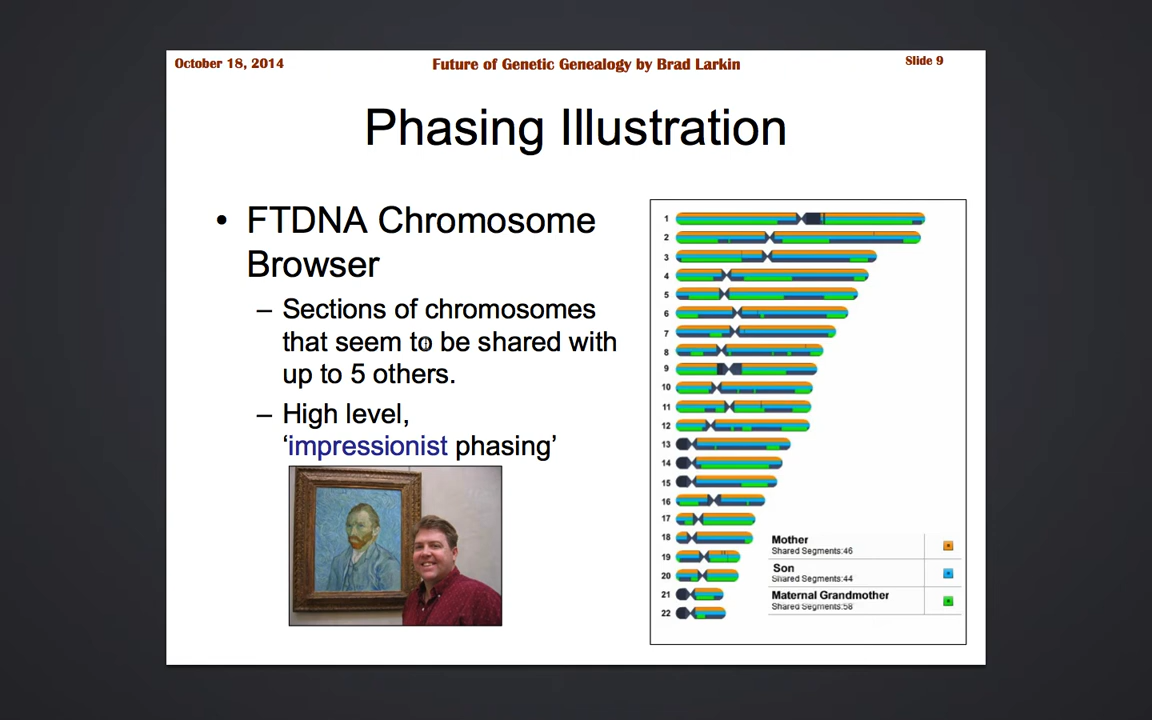 October 18, 2014
Future of Genetic Genealogy by Brad Larkin
Slide 9
Phasing Illustration
• FTDNA Chromosome
Browser
– Sections of chromosomes
that seem to be shared with
up to 5 others.
– High level,
‘impressionist phasing’
1
2
3
4
5
6
7
8
9
10
11
12
13
14
15
16
17
18
19
20
21
22
Mother
Shared Segments:46
Son
Shared Segments:44
Maternal Grandmother
Shared Segments:58